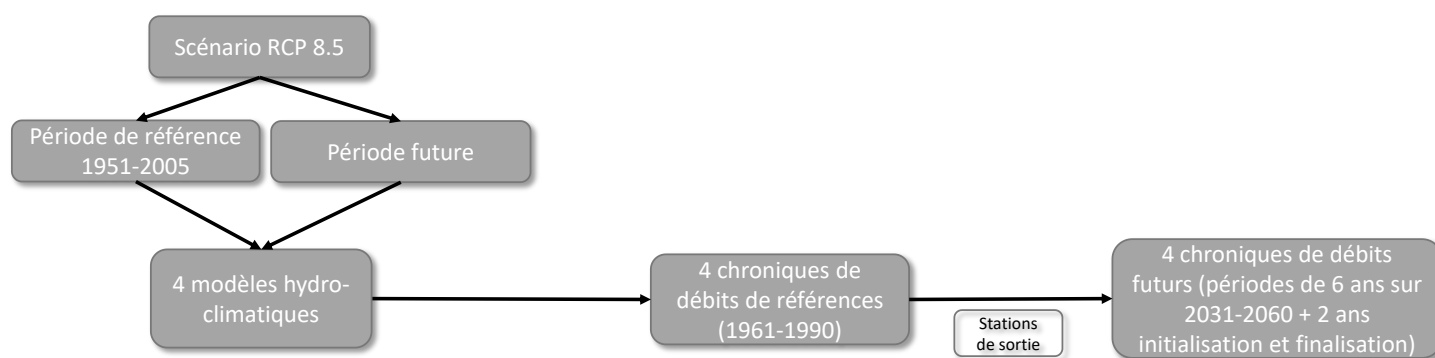 Scénario RCP 8.5
Période de référence
1951-2005
Période future
4 modèles hydro-
climatiques
4 chroniques de
débits de références
(1961-1990)
Stations
de sortie
4 chroniques de débits
futurs (périodes de 6 ans sur
2031-2060 + 2 ans
initialisation et finalisation)